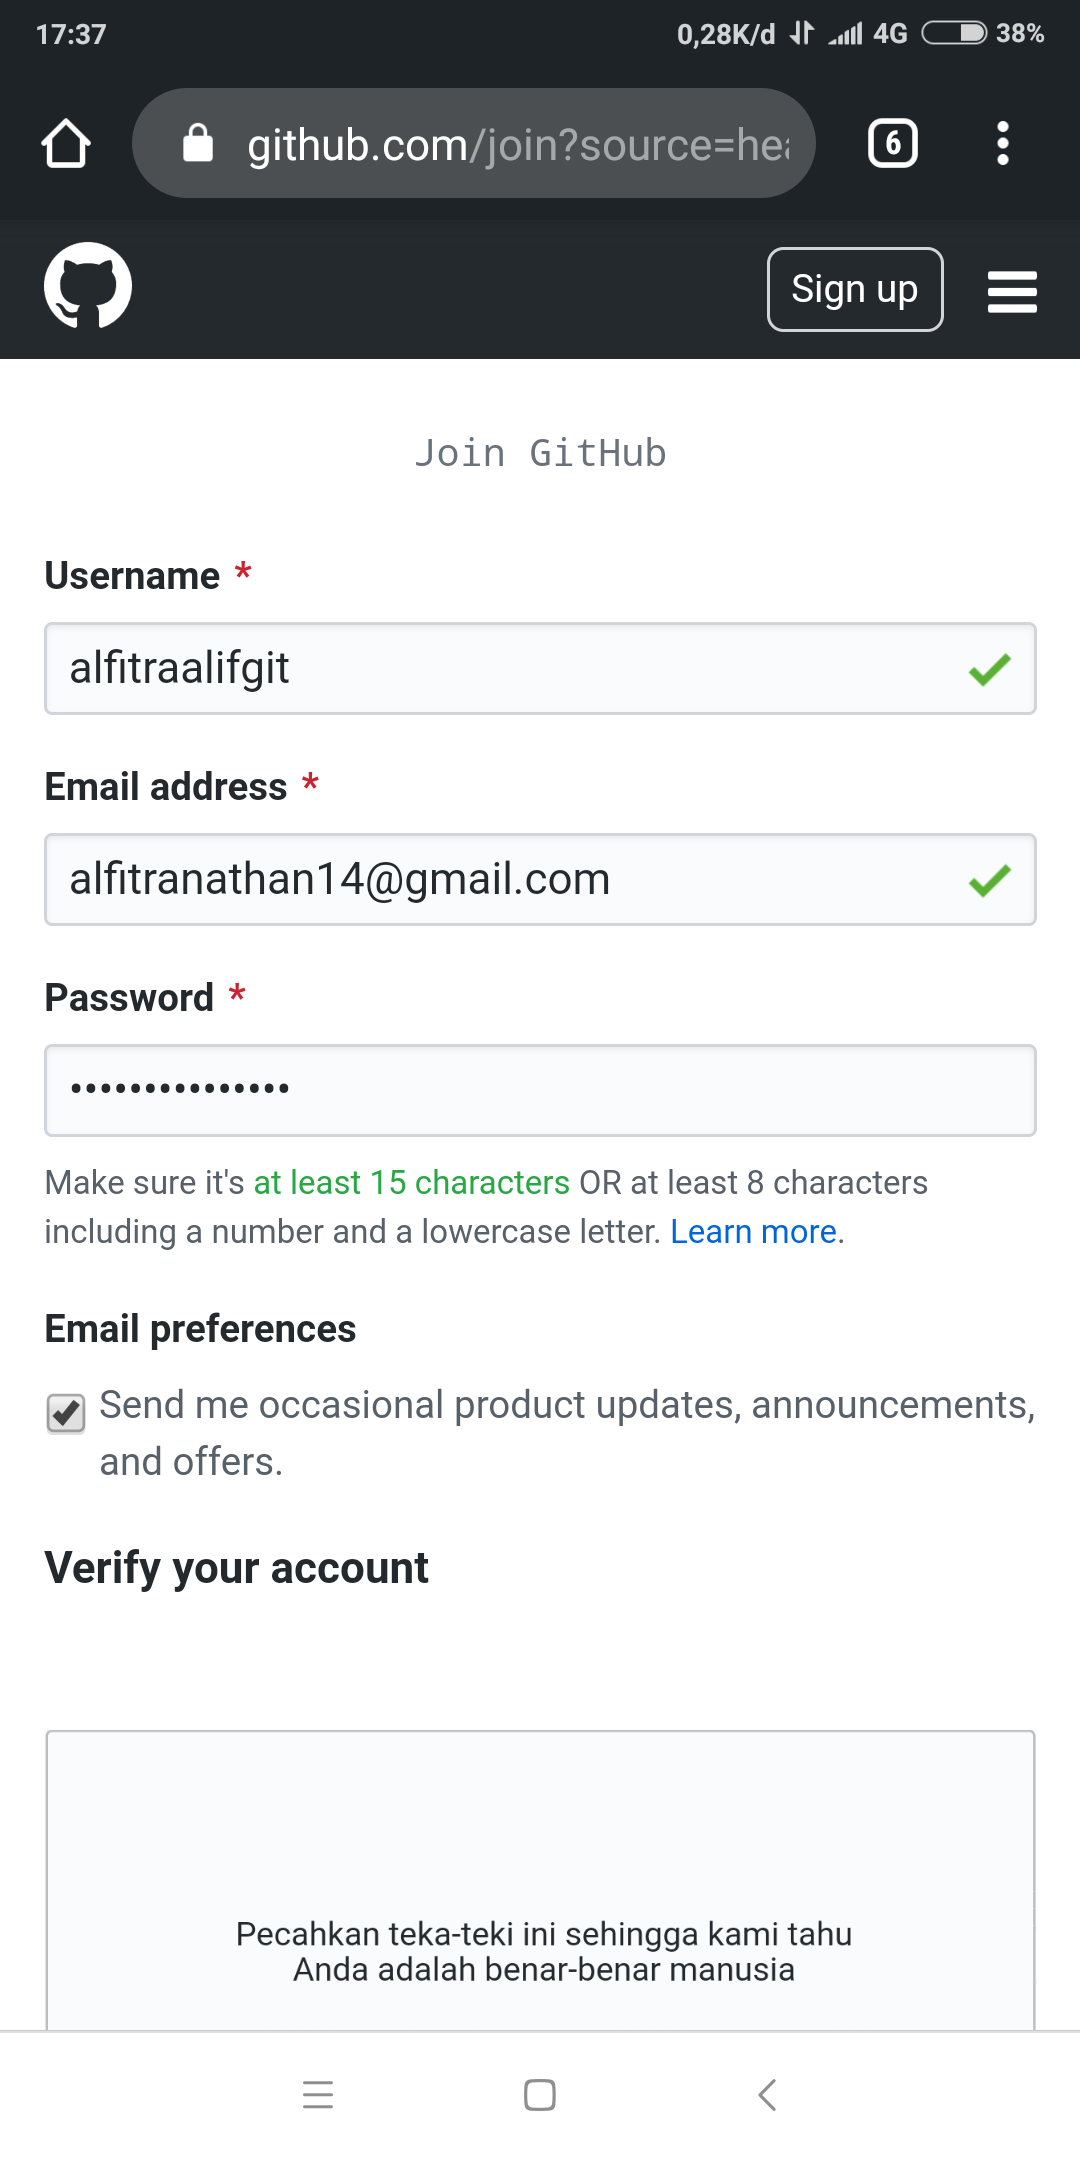 17:37
0,28K/d 4G 38%
github.com/join?source=hea
6
Sign up
Join GitHub
Username *
alfitraalifgit
Email address *
alfitranathan14@gmail.com
Password *
•••••••••••••••
Make sure it's at least 15 characters OR at least 8 characters
including a number and a lowercase letter. Learn more.
Email preferences
Send me occasional product updates, announcements,
and offers.
Verify your account
Pecahkan teka-teki ini sehingga kami tahu
Anda adalah benar-benar manusia